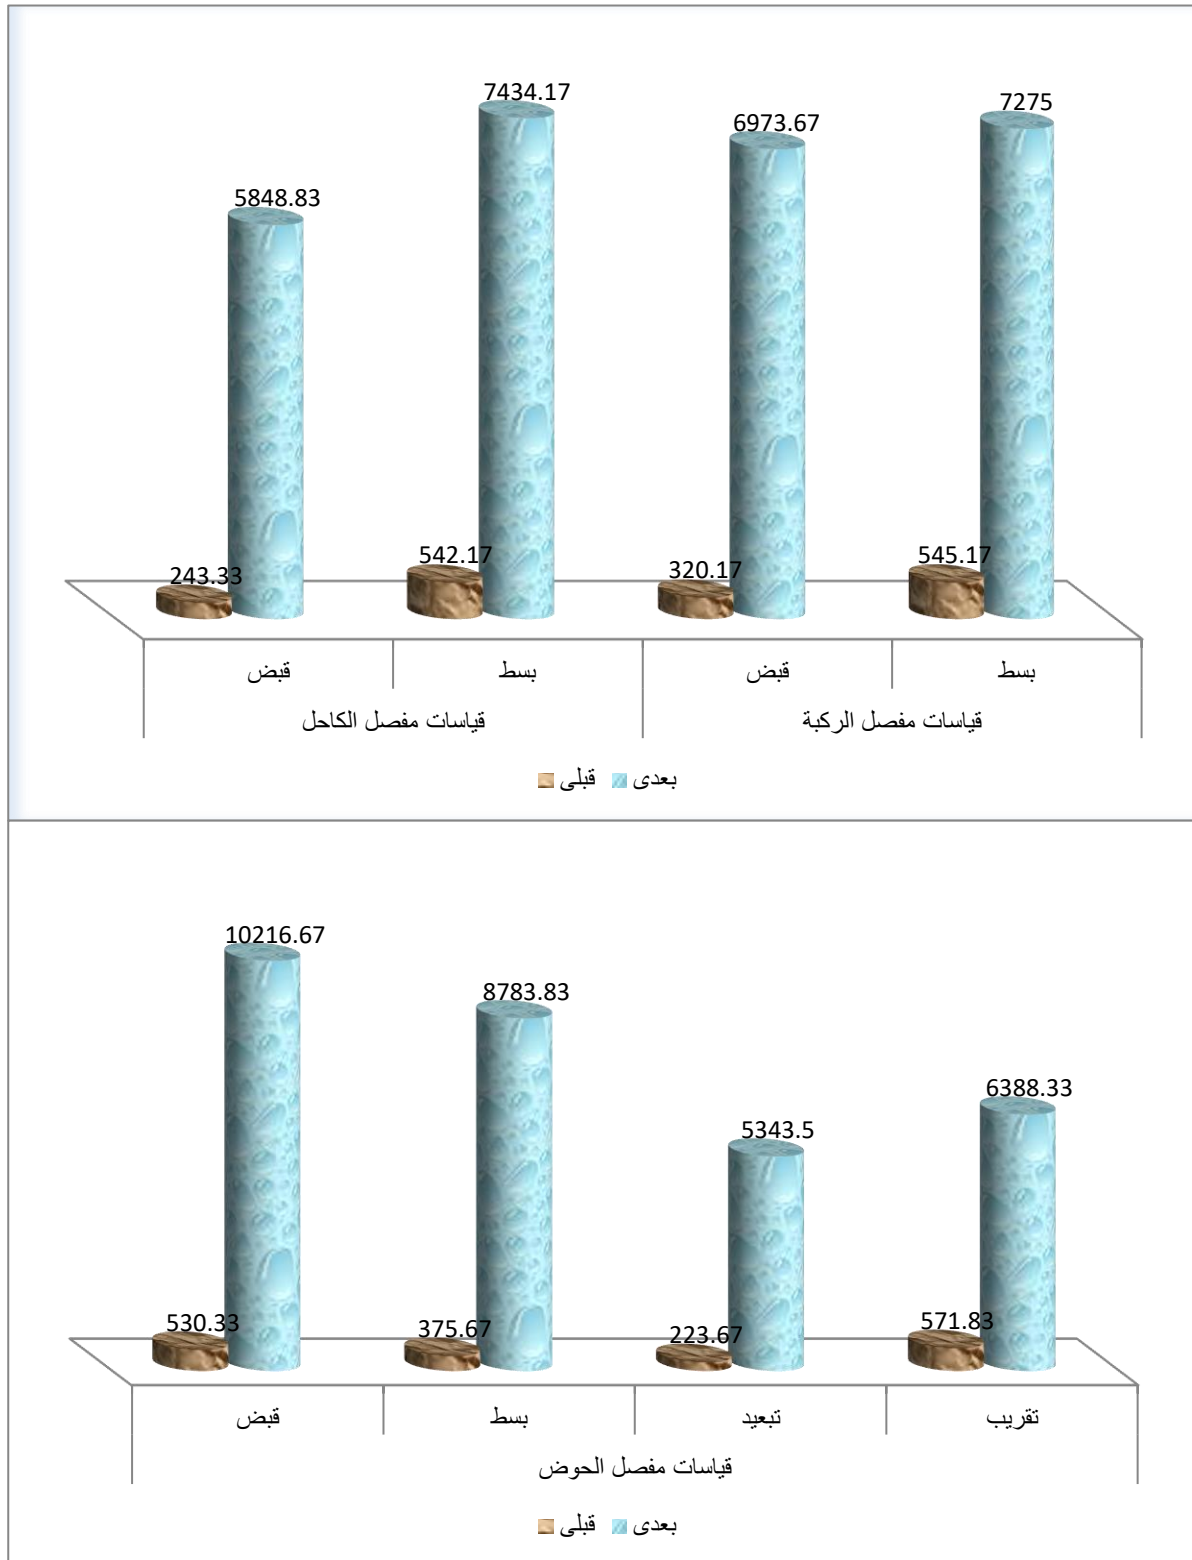 7434.17
7275
6973.67
5848.83
542.17
545.17
243.33
320.17
قبض
بسط
قبض
بسط
قياسات مفصل الكاحل
قياسات مفصل الركبة
قبلى
بعدى
10216.67
8783.83
6388.33
5343.5
530.33
375.67
223.67
571.83
قبض
بسط
تبعيد
تقريب
قياسات مفصل الحوض
قبلى
بعدى